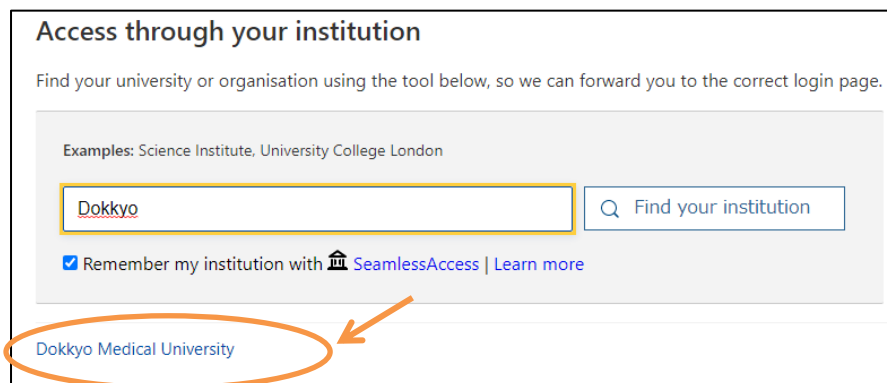 Access through your institution
Find your university or organisation using the tool below, so we can forward you to the correct login page.
Examples: Science Institute, University College London
Dokkyo
Find your institution
Remember my institution with SeamlessAccess | Learn more
Dokkyo Medical University